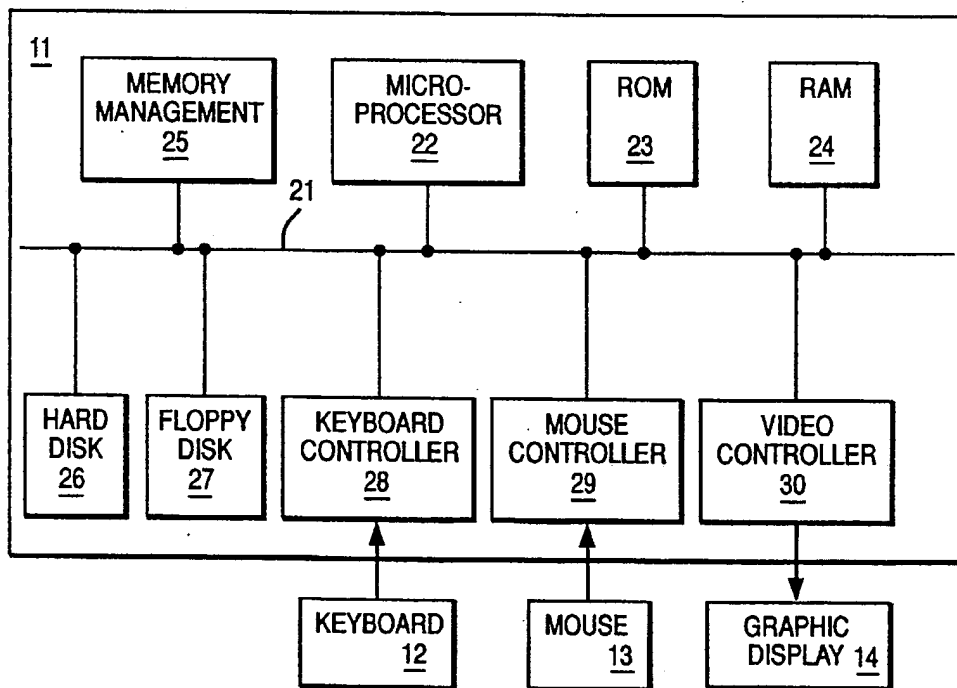 11
MEMORY
MANAGEMENT
25
MICRO-
PROCESSOR
22
ROM
23
RAM
24
21
HARD
DISK
26
FLOPPY
DISK
27
KEYBOARD
CONTROLLER
28
MOUSE
CONTROLLER
29
VIDEO
CONTROLLER
30
KEYBOARD
12
MOUSE
13
GRAPHIC
DISPLAY 14